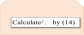 Calculate , by (14)